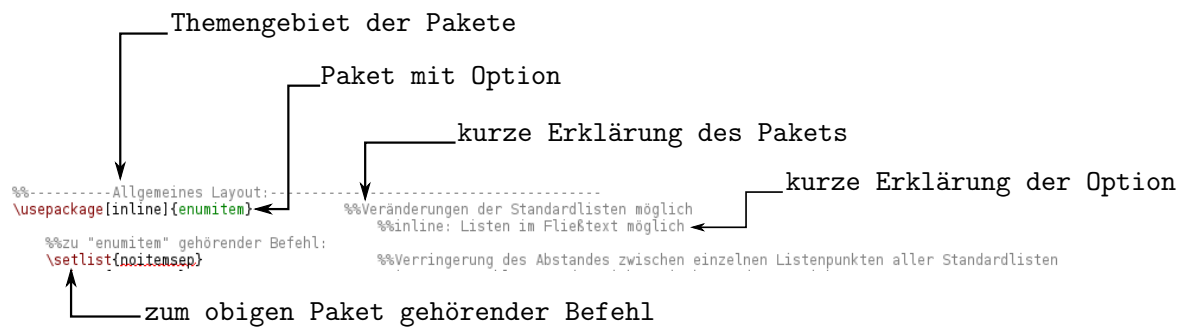 Themengebiet der Pakete
Paket mit Option
kurze Erklärung des Pakets
kurze Erklärung der Option
%%----------Allgemeines Layout:----------------------------------------
\usepackage[inline]{enumitem} %%Veränderungen der Standardlisten möglich
%%inline: Listen im Fließtext möglich
%%zu "enumitem" gehörender Befehl:
\setlist{noitemsep} %%Verringerung des Abstandes zwischen einzelnen Listenpunkten aller Standardlisten
zum obigen Paket gehörender Befehl